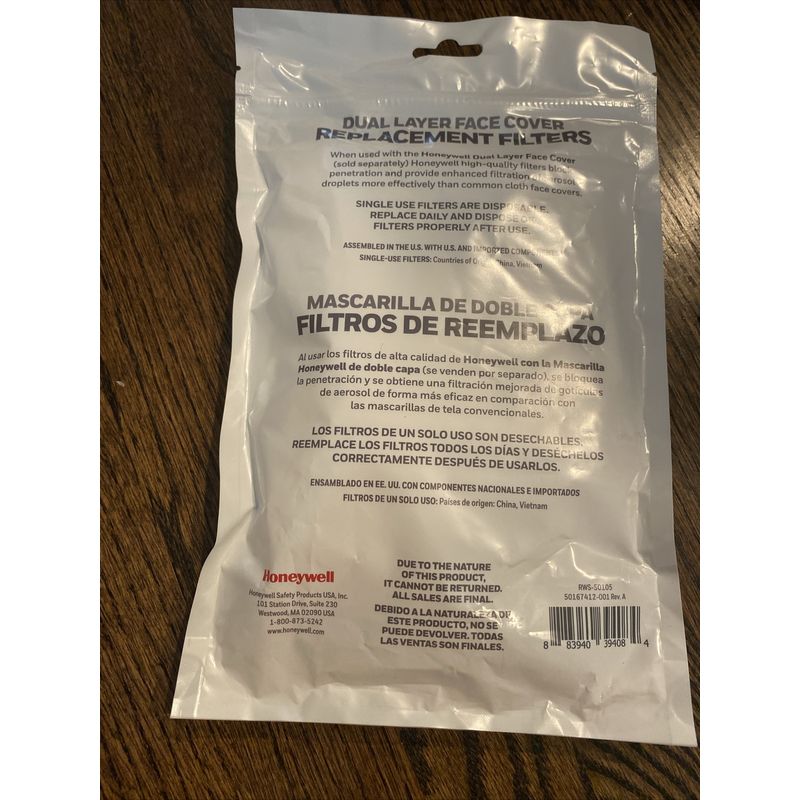 DUAL LAYER FACE COVER
REPLACEMENT FILTERS
When used with the Honeywell Dual Layer Face Cover
(sold separately) Honeywell high-quality filters block
penetration and provide enhanced filtration
droplets more effectively than common cloth face covers.
SINGLE USE FILTERS ARE DISPOSABLE.
REPLACE DAILY AND DISPOSE
FILTERS PROPERLY AFTER USE.
ASSEMBLED IN THE U.S. WITH U.S. AND IMPORTED
SINGLE-USE FILTERS: Countries of China, Vietnam
MASCARILLA DE DOBLE
FILTROS DE REEMPLAZO
Al usar los filtros de alta calidad de Honeywell con la Mascarilla
Honeywell de doble capa (se venden por separado), se bloquea
la penetración y se obtiene una filtración mejorada de gotículas
de aerosol de forma más eficaz en comparación con
las mascarillas de tela convencionales.
LOS FILTROS DE UN SOLO USO SON DESECHABLES,
REEMPLACE LOS FILTROS TODOS LOS DÍAS Y DESÉCHELOS
CORRECTAMENTE DESPUÉS DE USARLOS.
ENSAMBLADO EN EE. UU. CON COMPONENTES NACIONALES E IMPORTADOS
FILTROS DE UN SOLO USO: Países de origen: China, Vietnam
Honeywell
Honeywell Safety Products USA, Inc.
101 Station Drive, Suite 230
Westwood, MA 02090 USA
1-800-873-5242
www.honeywell.com
DUE TO THE NATURE
OF THIS PRODUCT,
IT CANNOT BE RETURNED.
ALL SALES ARE FINAL.
DEBIDO A LA NATURALEZA DE
ESTE PRODUCTO, NO SE
PUEDE DEVOLVER. TODAS
LAS VENTAS SON FINALES.
RWS-50105
50167412-001 Rev. A
8 83940 39408 4